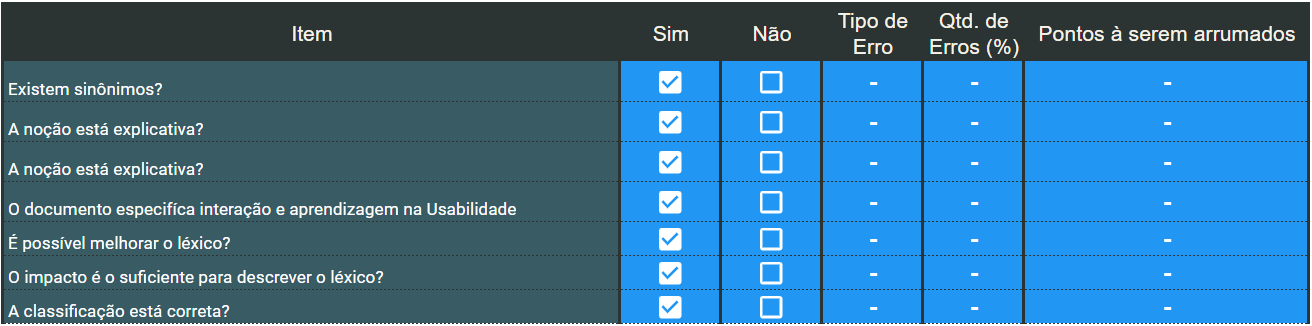 Item Sim Não Tipo de Erro Qtd. de Erros (%) Pontos à serem arrumados
Existem sinônimos? - - -
A noção está explicativa? - - -
A noção está explicativa? - - -
O documento especifíca interação e aprendizagem na Usabilidade - - -
É possível melhorar o léxico? - - -
O impacto é o suficiente para descrever o léxico? - - -
A classificação está correta? - - -